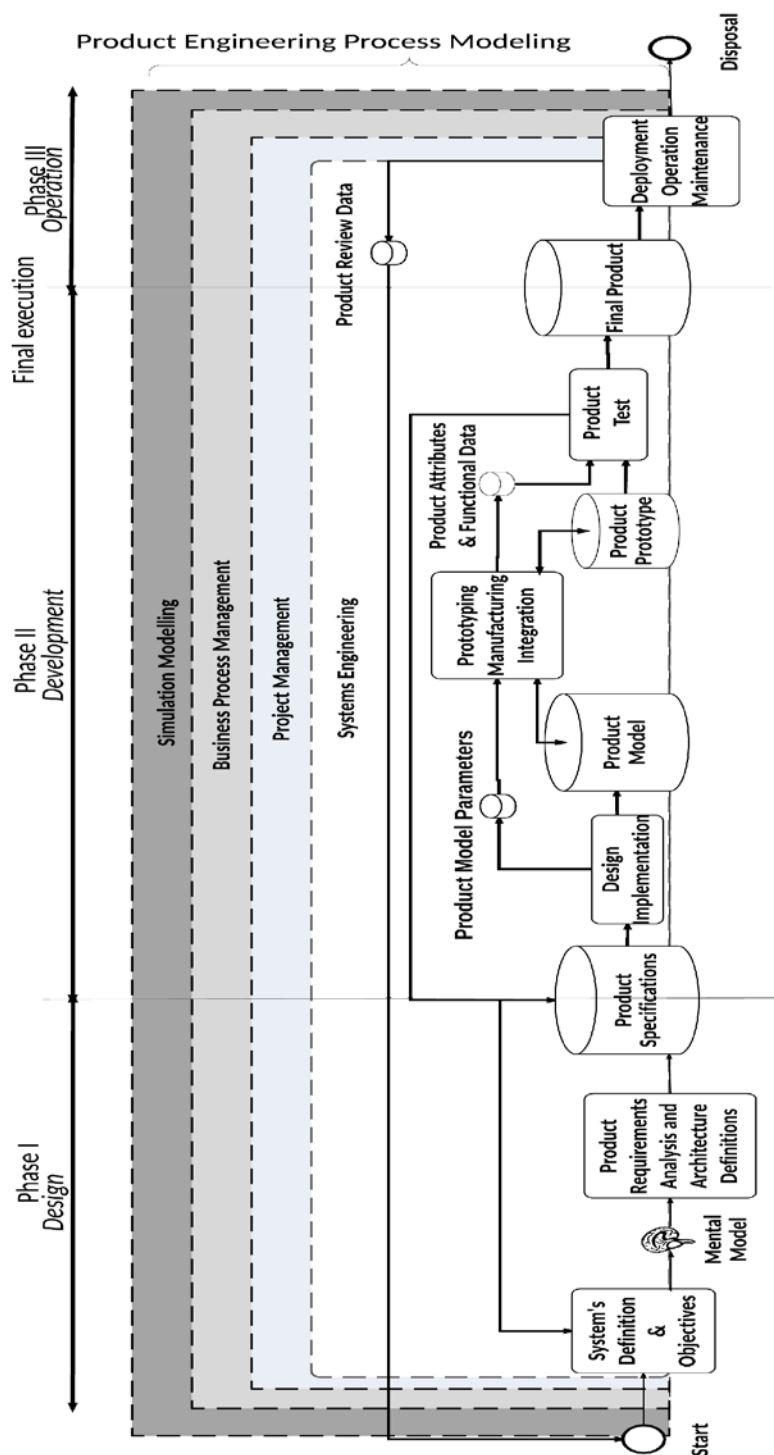 Product Engineering Process Modeling
Phase I
Design
Phase II
Development
Final execution
Phase III
Operation
Simulation Modelling
Business Process Management
Project Management
Systems Engineering
Product Review Data
Product Model Parameters
Product Attributes
& Functional Data
Start
System's
Definition
&
Objectives
Mental
Model
Product
Requirements
Analysis and
Architecture
Definitions
Product
Specifications
Design
Implementation
Product
Model
Prototyping
Manufacturing
Integration
Product
Prototype
Product
Test
Final Product
Deployment
Operation
Maintenance
Disposal